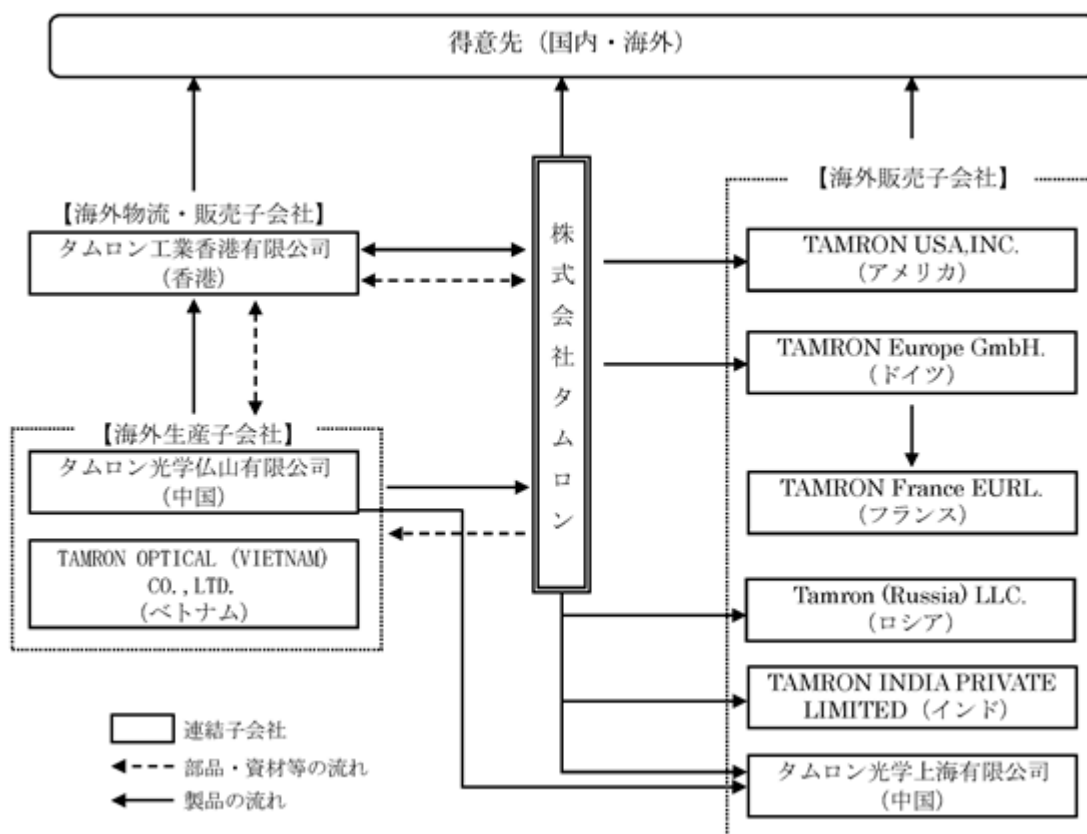 得意先（国内・海外）
【海外物流・販売子会社】
タムロン工業香港有限公司
（香港）
【海外生産子会社】
タムロン光学仏山有限公司
（中国）
TAMRON OPTICAL (VIETNAM)
CO.,LTD.
（ベトナム）
株式会社タムロン
【海外販売子会社】
TAMRON USA,INC.
（アメリカ）
TAMRON Europe GmbH.
（ドイツ）
TAMRON France EURL.
（フランス）
Tamron (Russia) LLC.
（ロシア）
TAMRON INDIA PRIVATE
LIMITED（インド）
タムロン光学上海有限公司
（中国）
連結子会社
部品・資材等の流れ
製品の流れ